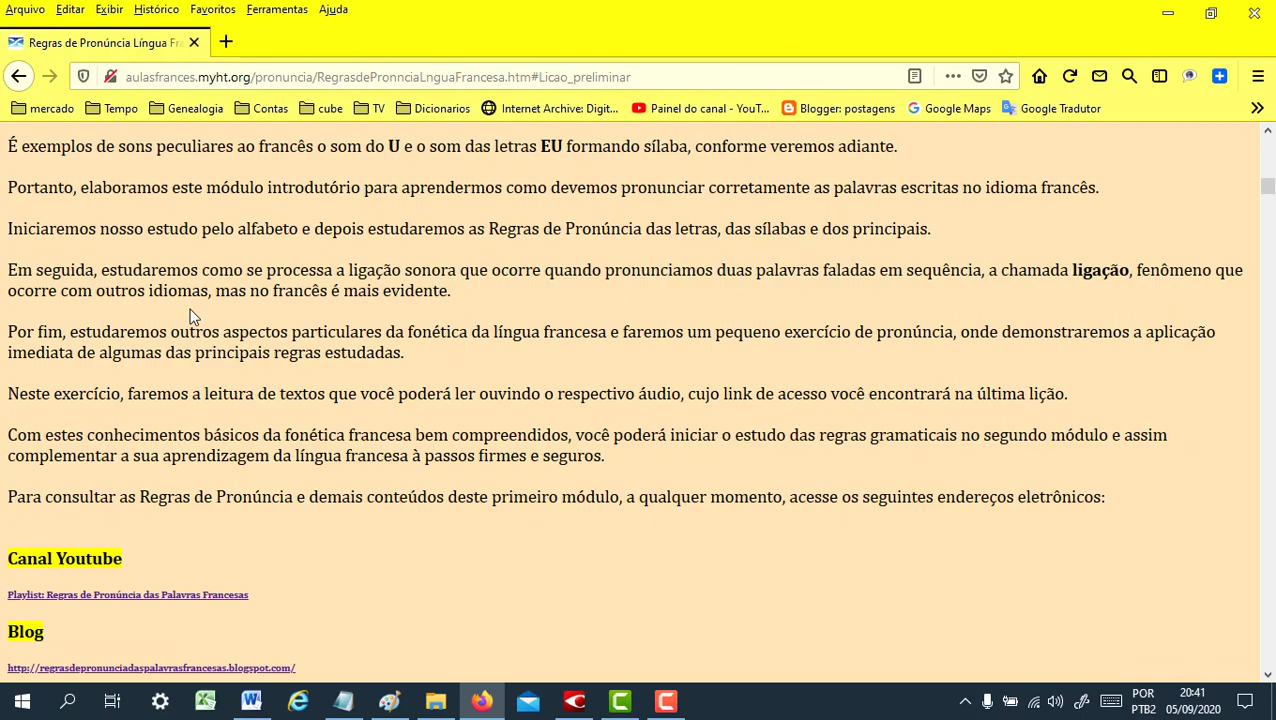 Arquivo Editar Exibir Histórico Favoritos Ferramentas Ajuda
Regras de Pronúncia Língua Fra
aulasfrances.myht.org/pronuncia/RegrasdePronnciaLnguaFrancesa.htm#Licao_preliminar
mercado Tempo Genealogia Contas cube TV Dicionarios Internet Archive: Digit... Painel do canal - YouT... Blogger: postagens Google Maps Google Tradutor
É exemplos de sons peculiares ao francês o som do U e o som das letras EU formando sílaba, conforme veremos adiante.
Portanto, elaboramos este módulo introdutório para aprendermos como devemos pronunciar corretamente as palavras escritas no idioma francês.
Iniciaremos nosso estudo pelo alfabeto e depois estudaremos as Regras de Pronúncia das letras, das sílabas e dos principais.
Em seguida, estudaremos como se processa a ligação sonora que ocorre quando pronunciamos duas palavras faladas em sequência, a chamada ligação, fenômeno que
ocorre com outros idiomas, mas no francês é mais evidente.
Por fim, estudaremos outros aspectos particulares da fonética da língua francesa e faremos um pequeno exercício de pronúncia, onde demonstraremos a aplicação
imediata de algumas das principais regras estudadas.
Neste exercício, faremos a leitura de textos que você poderá ler ouvindo o respectivo áudio, cujo link de acesso você encontrará na última lição.
Com estes conhecimentos básicos da fonética francesa bem compreendidos, você poderá iniciar o estudo das regras gramaticais no segundo módulo e assim
complementar a sua aprendizagem da língua francesa à passos firmes e seguros.
Para consultar as Regras de Pronúncia e demais conteúdos deste primeiro módulo, a qualquer momento, acesse os seguintes endereços eletrônicos:
Canal Youtube
Playlist: Regras de Pronúncia das Palavras Francesas
Blog
http://regrasdepronunciadaspalavrasfrancesas.blogspot.com/
POR 20:41
PTB2 05/09/2020